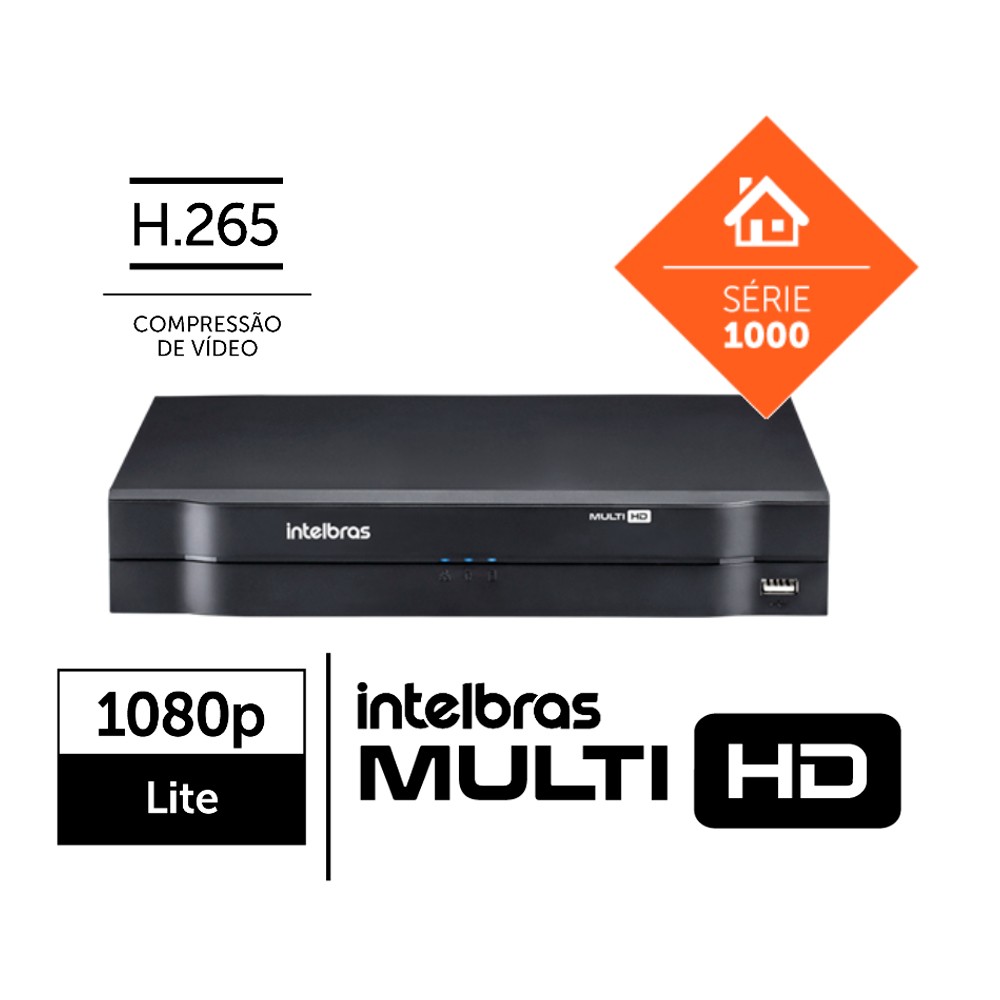 H.265
COMPRESSÃO
DE VÍDEO
SÉRIE
1000
intelbras
MULTI HD
1080p
Lite
intelbras
MULTI HD